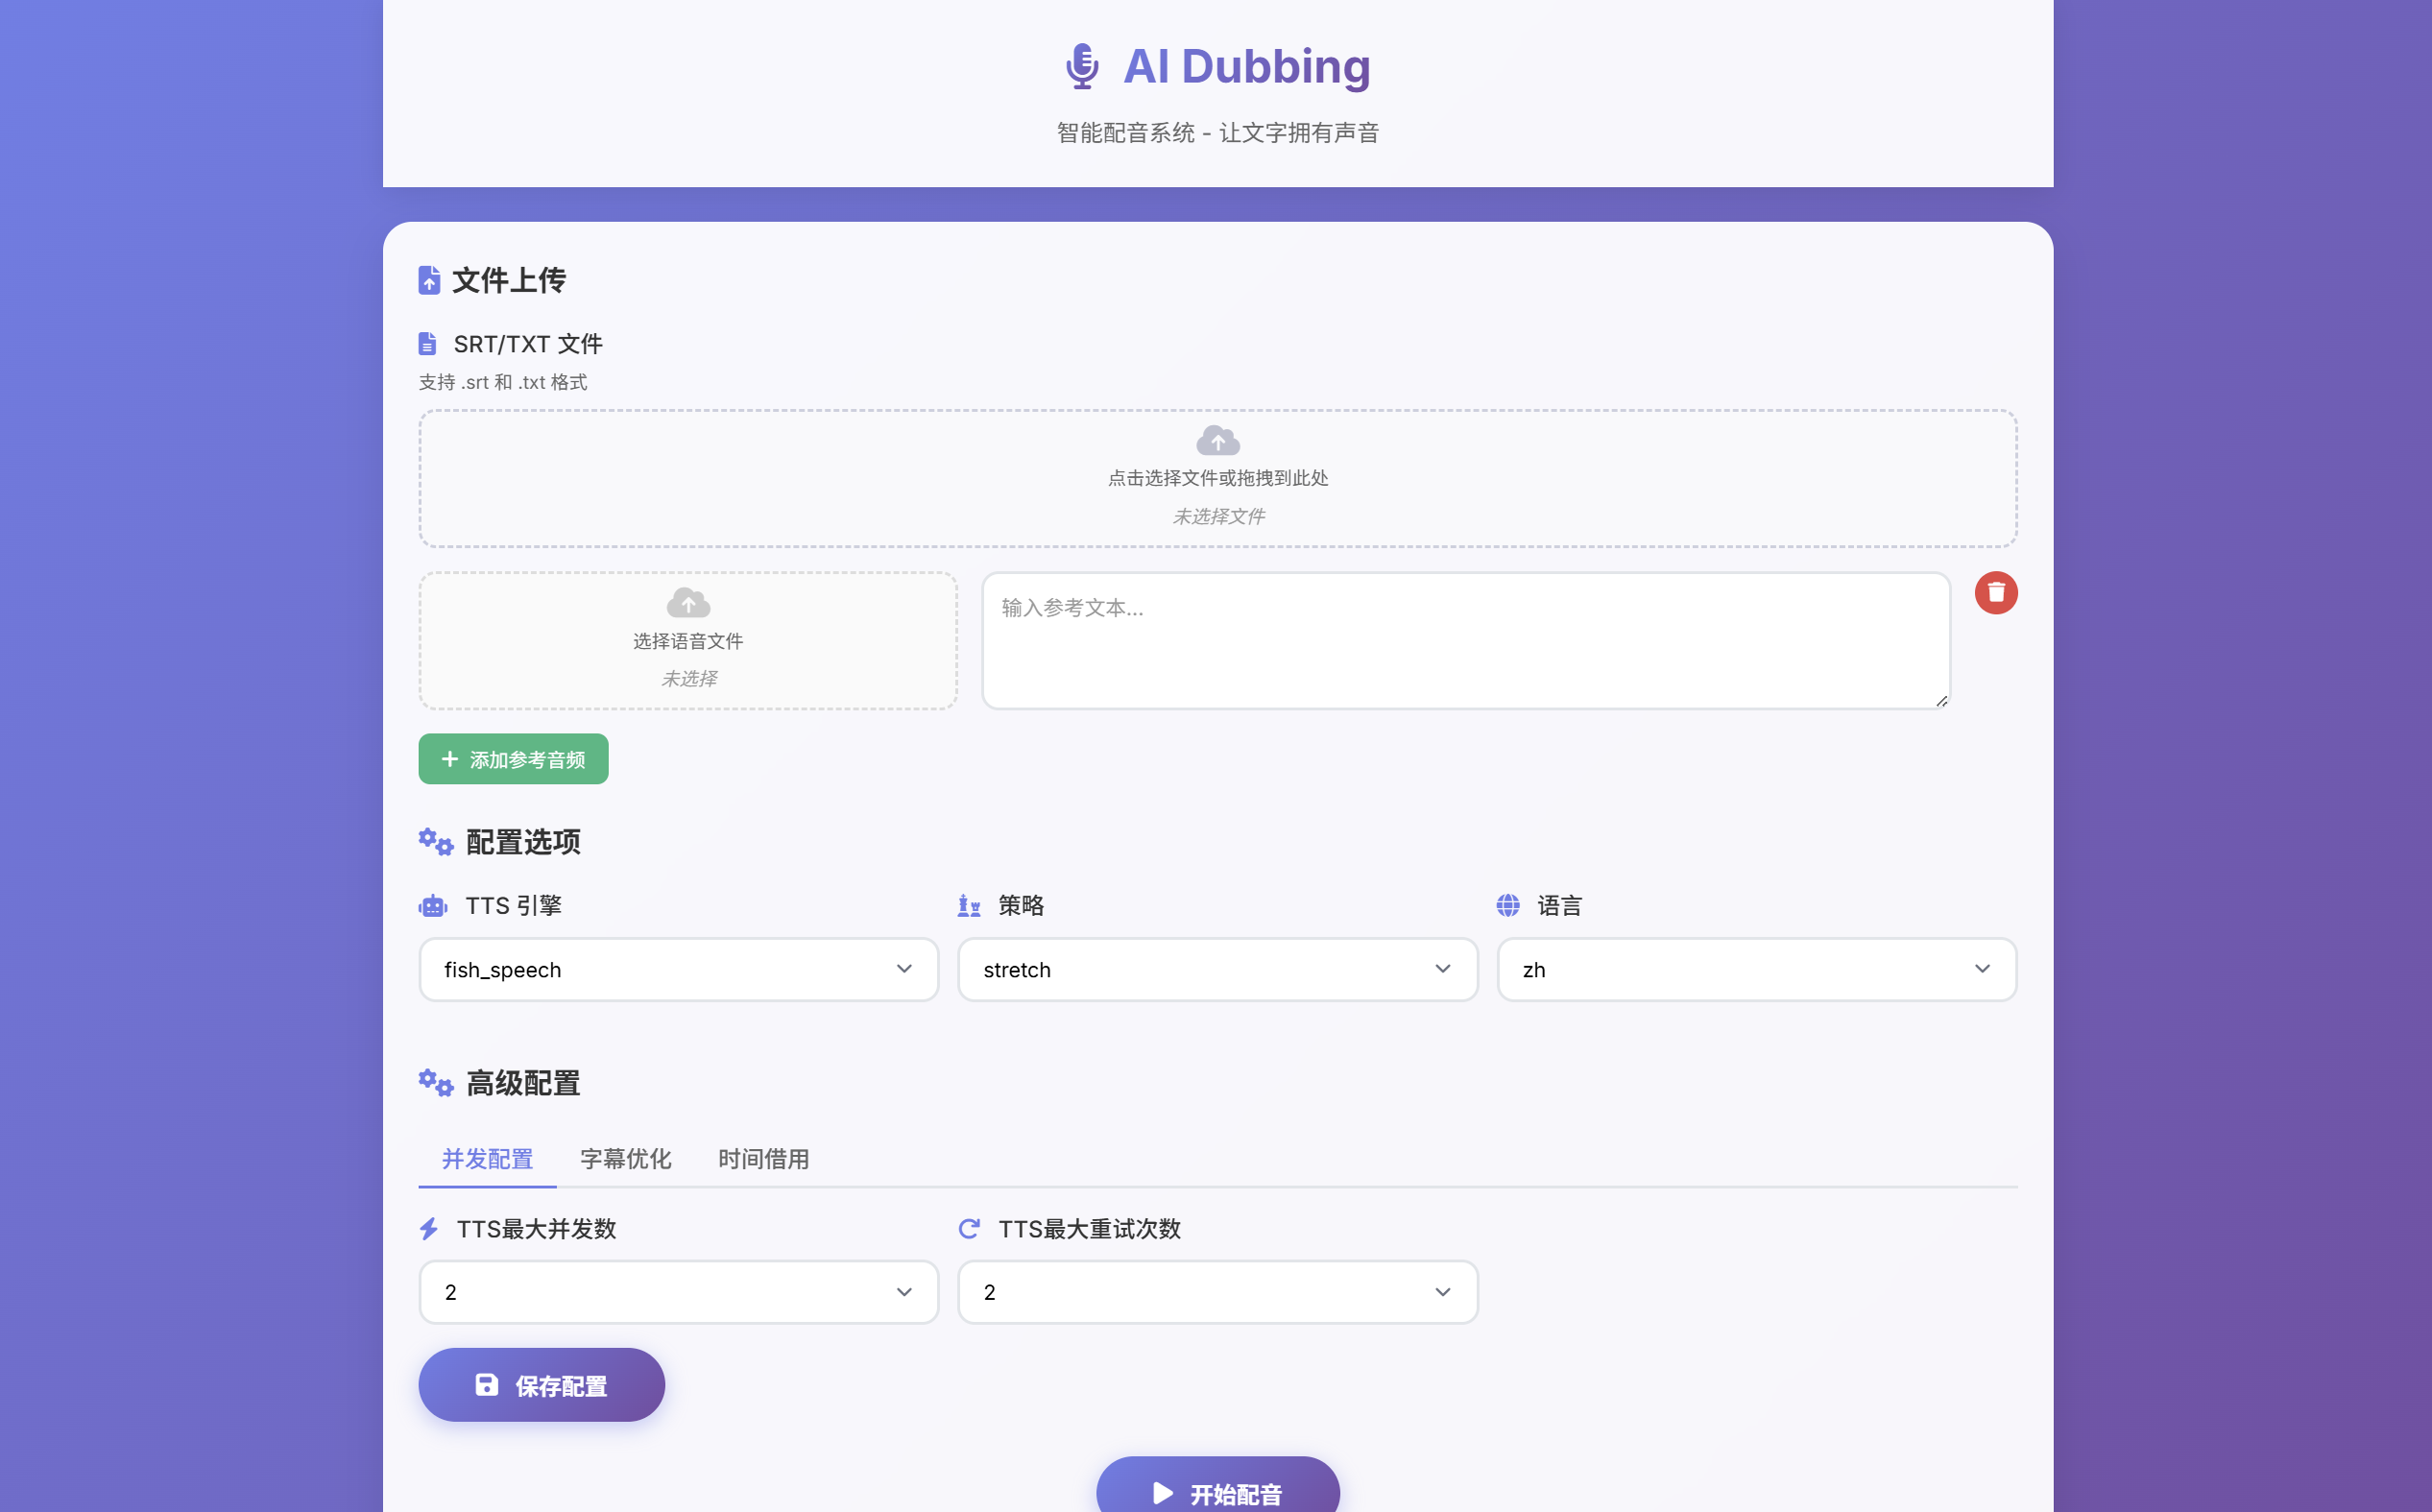 AI Dubbing
智能配音系统 - 让文字拥有声音
文件上传
SRT/TXT 文件
支持 .srt 和 .txt 格式
点击选择文件或拖拽到此处
未选择文件
选择语音文件
未选择
输入参考文本...
添加参考音频
配置选项
TTS 引擎
策略
语言
fish_speech
stretch
zh
高级配置
并发配置
字幕优化
时间借用
TTS最大并发数
TTS最大重试次数
2
2
保存配置
开始配音